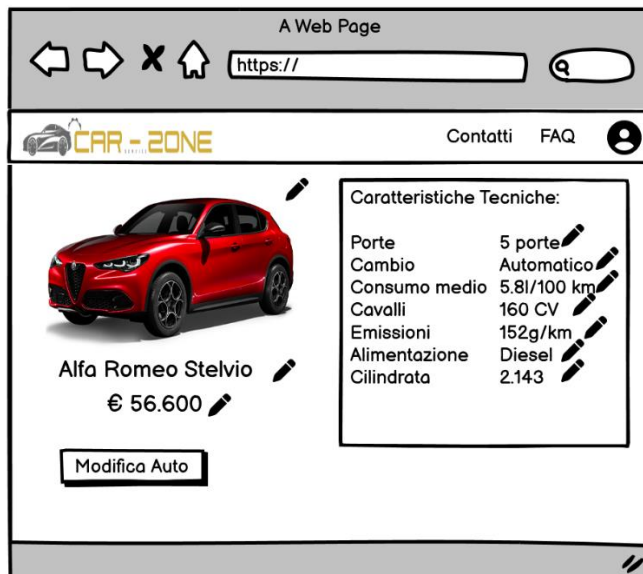 A Web Page
https://
CAR - ZONE
SERVICE
Contatti FAQ
Caratteristiche Tecniche:
Porte 5 porte
Cambio Automatico
Consumo medio 5.8l/100 km
Cavalli 160 CV
Emissioni 152g/km
Alimentazione Diesel
Cilindrata 2.143
Alfa Romeo Stelvio
€ 56.600
Modifica Auto